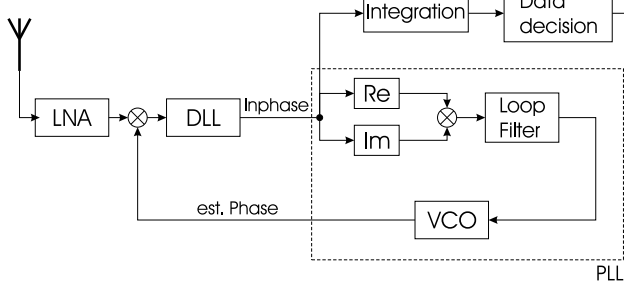 Integration
Data
decision
Inphase
Re
Im
LNA
DLL
Loop
Filter
est. Phase
VCO
PLL